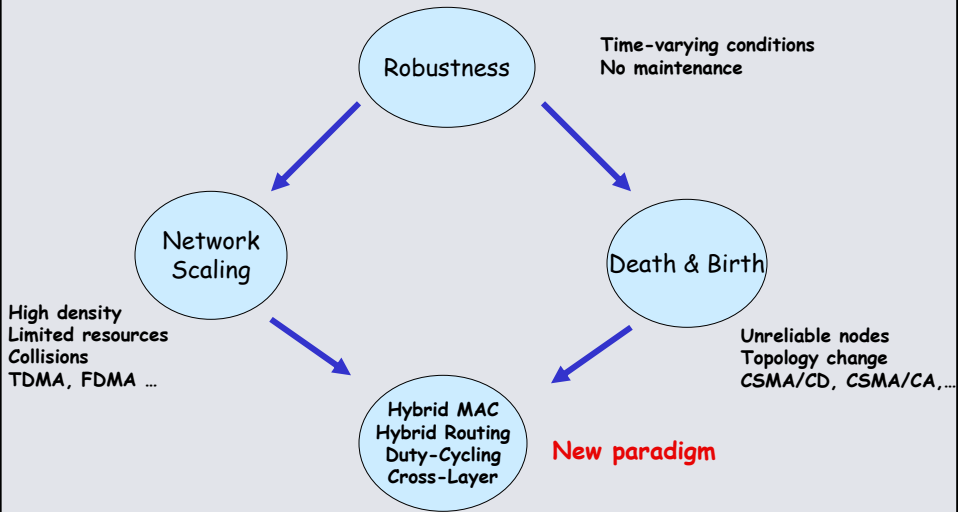 Robustness
Time-varying conditions
No maintenance
Network
Scaling
Death & Birth
High density
Limited resources
Collisions
TDMA, FDMA …
Unreliable nodes
Topology change
CSMA/CD, CSMA/CA,…
Hybrid MAC
Hybrid Routing
Duty-Cycling
Cross-Layer
New paradigm